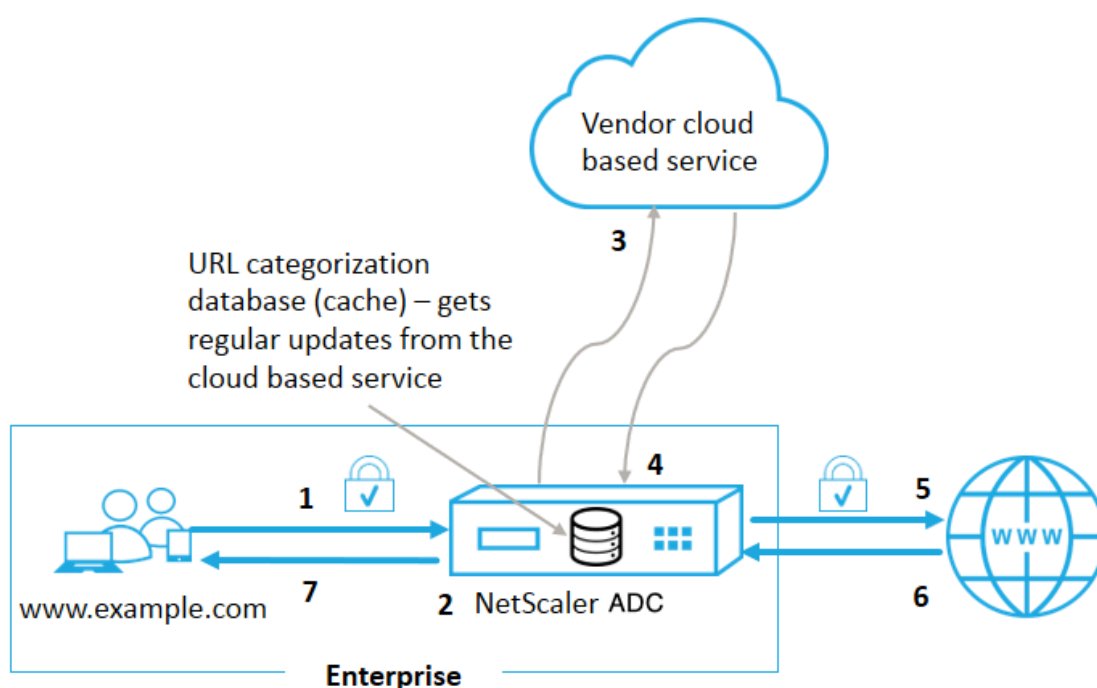 Vendor cloud
based service
3
URL categorization
database (cache) – gets
regular updates from the
cloud based service
4
1
5
www
www.example.com
7
2
NetScaler ADC
6
Enterprise